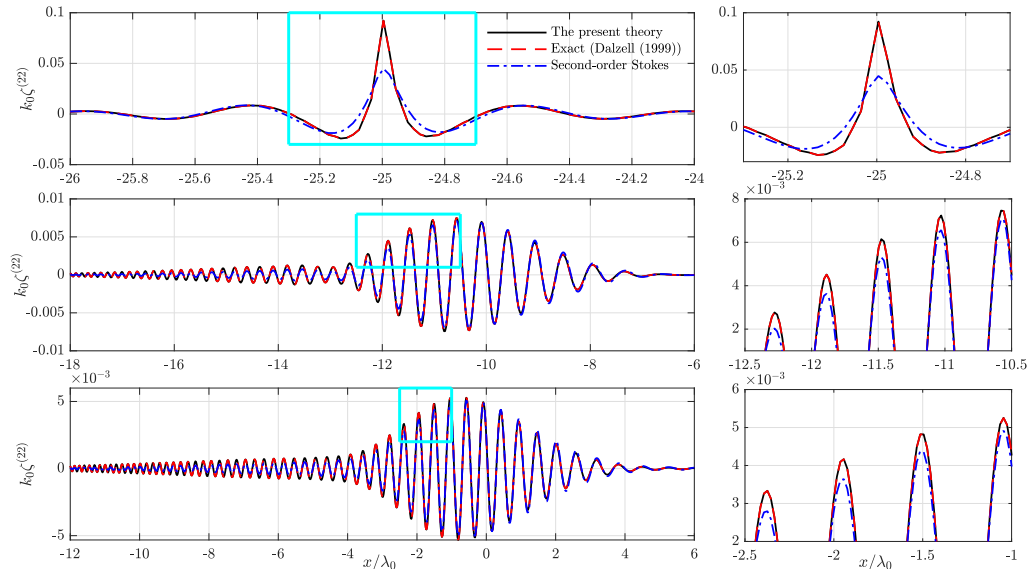 0.1
0.05
0
-0.05
k₀ζ⁽²²⁾
The present theory
Exact (Dalzell (1999))
Second-order Stokes
-26 -25.8 -25.6 -25.4 -25.2 -25 -24.8 -24.6 -24.4 -24.2 -24
0.1
0.05
0
-25.2 -25 -24.8
0.01
0.005
0
-0.005
-0.01
k₀ζ⁽²²⁾
-18 -16 -14 -12 -10 -8 -6
×10⁻³
8
6
4
2
-12.5 -12 -11.5 -11 -10.5
×10⁻³
5
0
-5
k₀ζ⁽²²⁾
-12 -10 -8 -6 -4 -2 0 2 4 6
x/λ₀
×10⁻³
6
5
4
3
2
-2.5 -2 -1.5 -1
x/λ₀